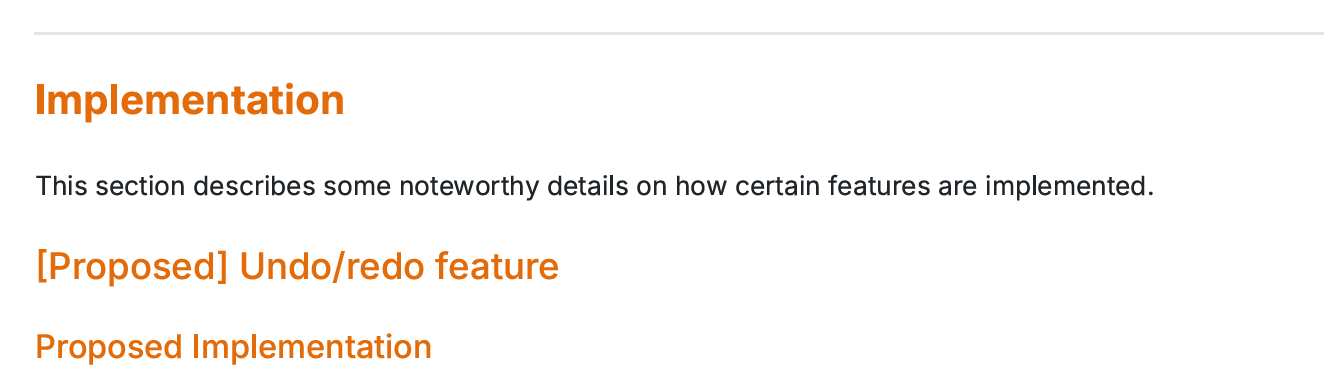 Implementation
This section describes some noteworthy details on how certain features are implemented.
[Proposed] Undo/redo feature
Proposed Implementation